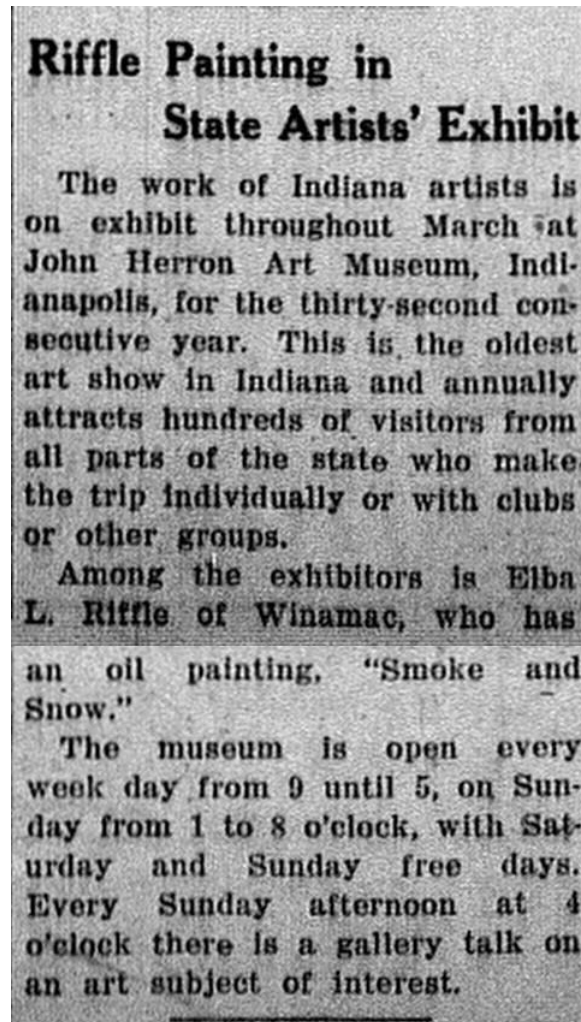 Riffle Painting in
State Artists' Exhibit
The work of Indiana artists is
on exhibit throughout March at
John Herron Art Museum, Indi-
anapolis, for the thirty-second con-
secutive year. This is the oldest
art show in Indiana and annually
attracts hundreds of visitors from
all parts of the state who make
the trip individually or with clubs
or other groups.
Among the exhibitors is Elba
L. Riffle of Winamac, who has
an oil painting, "Smoke and
Snow."
The museum is open every
week day from 9 until 5, on Sun-
day from 1 to 8 o'clock, with Sat-
urday and Sunday free days.
Every Sunday afternoon at 4
o'clock there is a gallery talk on
an art subject of interest.